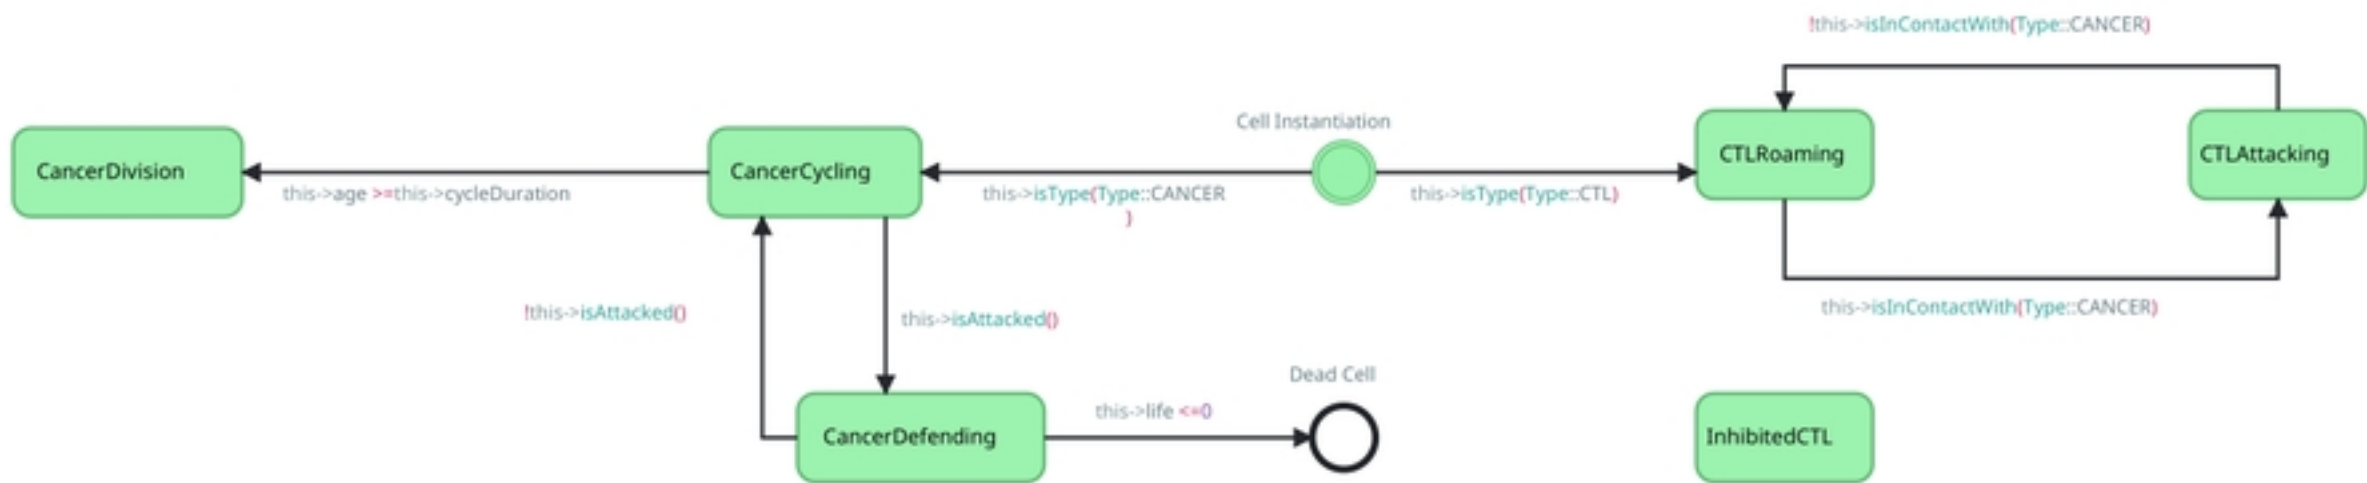 !this->isInContactWith(Type::CANCER)
Cell Instantiation
CancerDivision
CancerCycling
CTLRoaming
CTLAttacking
this->age >=this->cycleDuration
this->isType(Type::CANCER
)
this->isType(Type::CTL)
!this->isAttacked()
this->isAttacked()
this->isInContactWith(Type::CANCER)
Dead Cell
this->life <=0
CancerDefending
InhibitedCTL